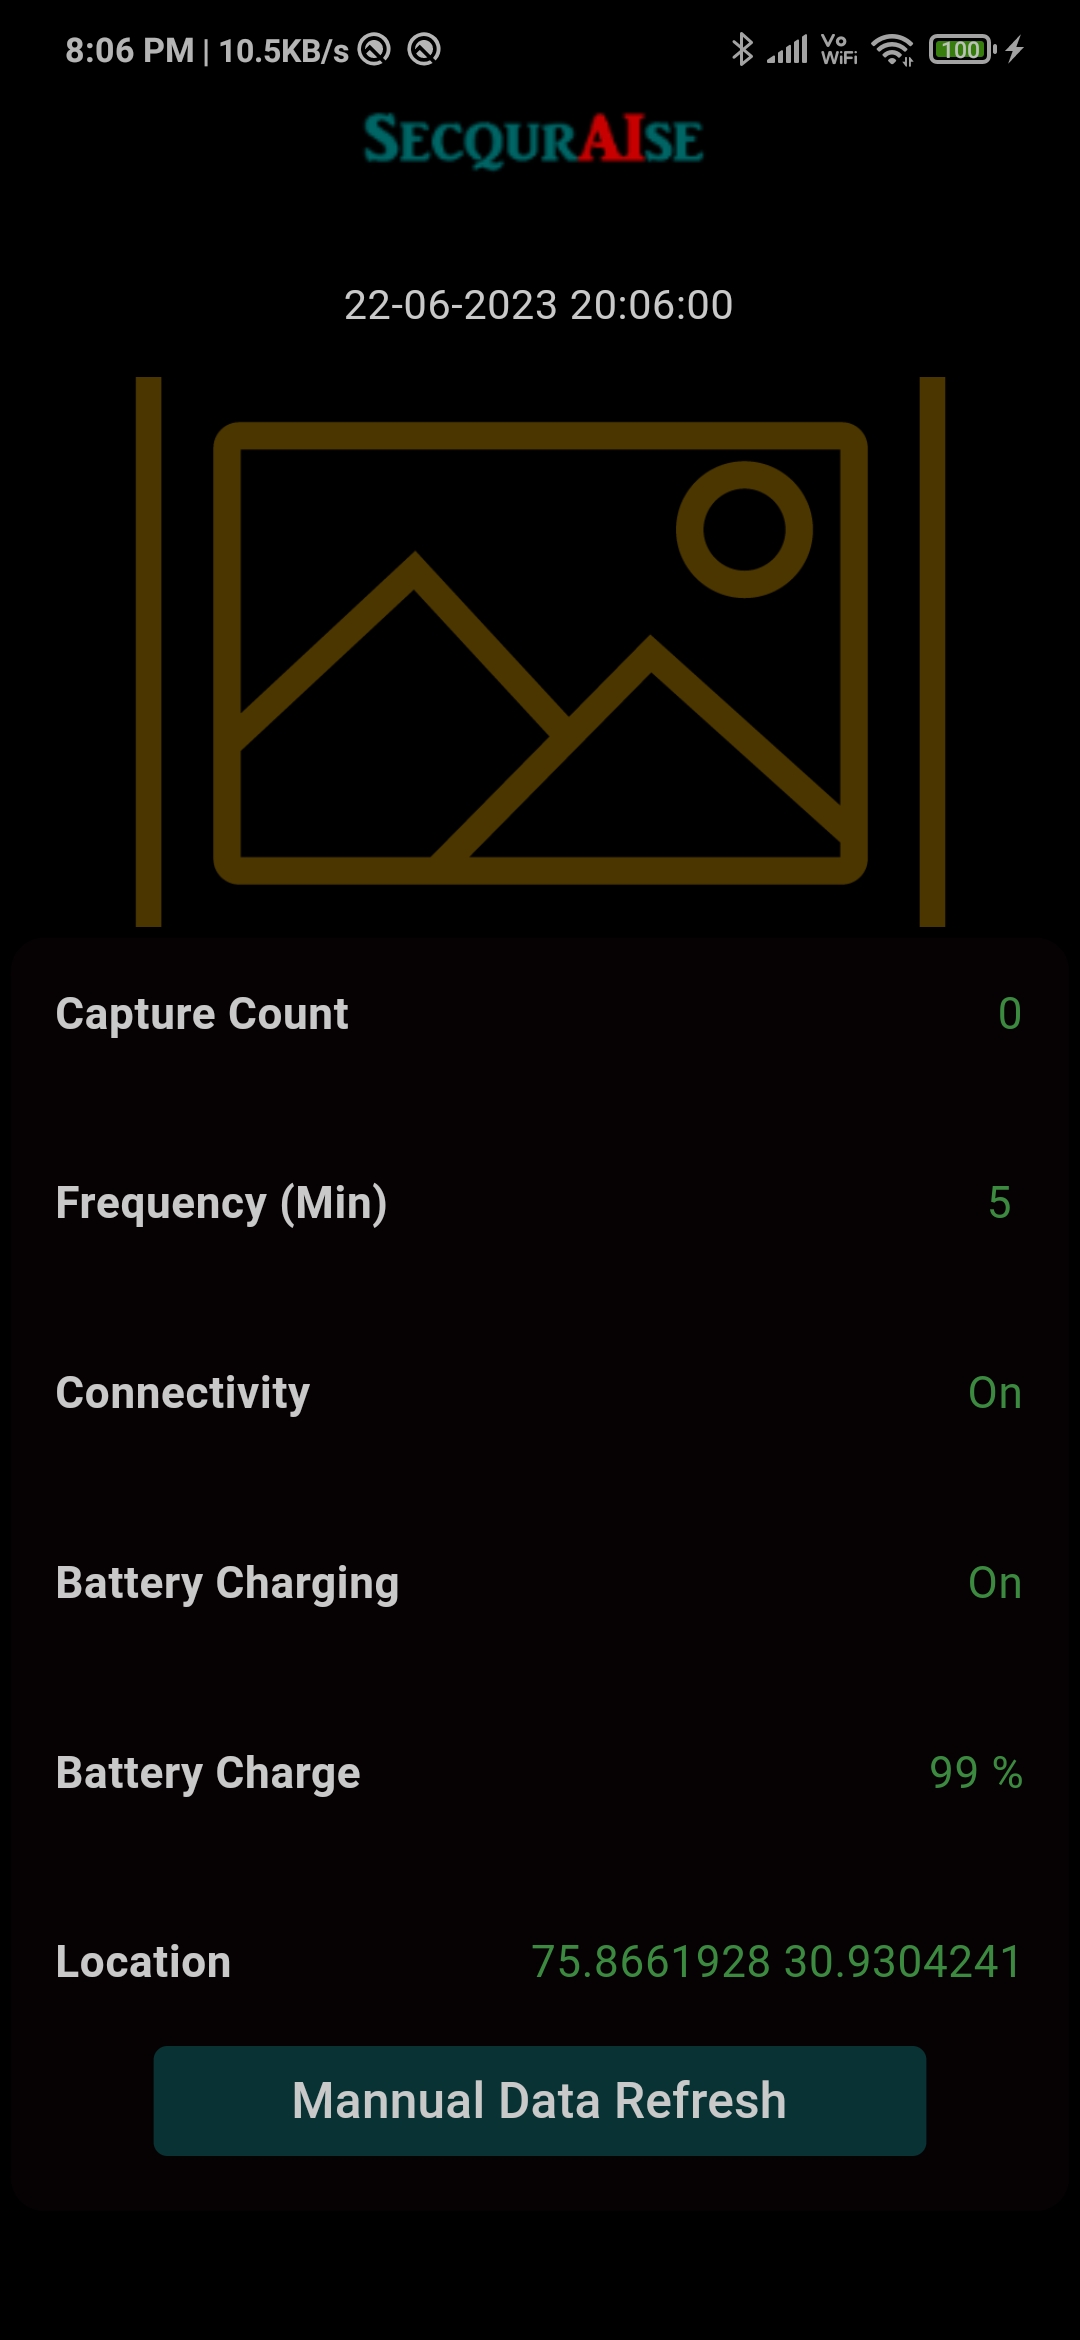 8:06 PM | 10.5KB/s Vo WiFi 100
SECQURAISE
22-06-2023 20:06:00
Capture Count 0
Frequency (Min) 5
Connectivity On
Battery Charging On
Battery Charge 99 %
Location 75.8661928 30.9304241
Mannual Data Refresh